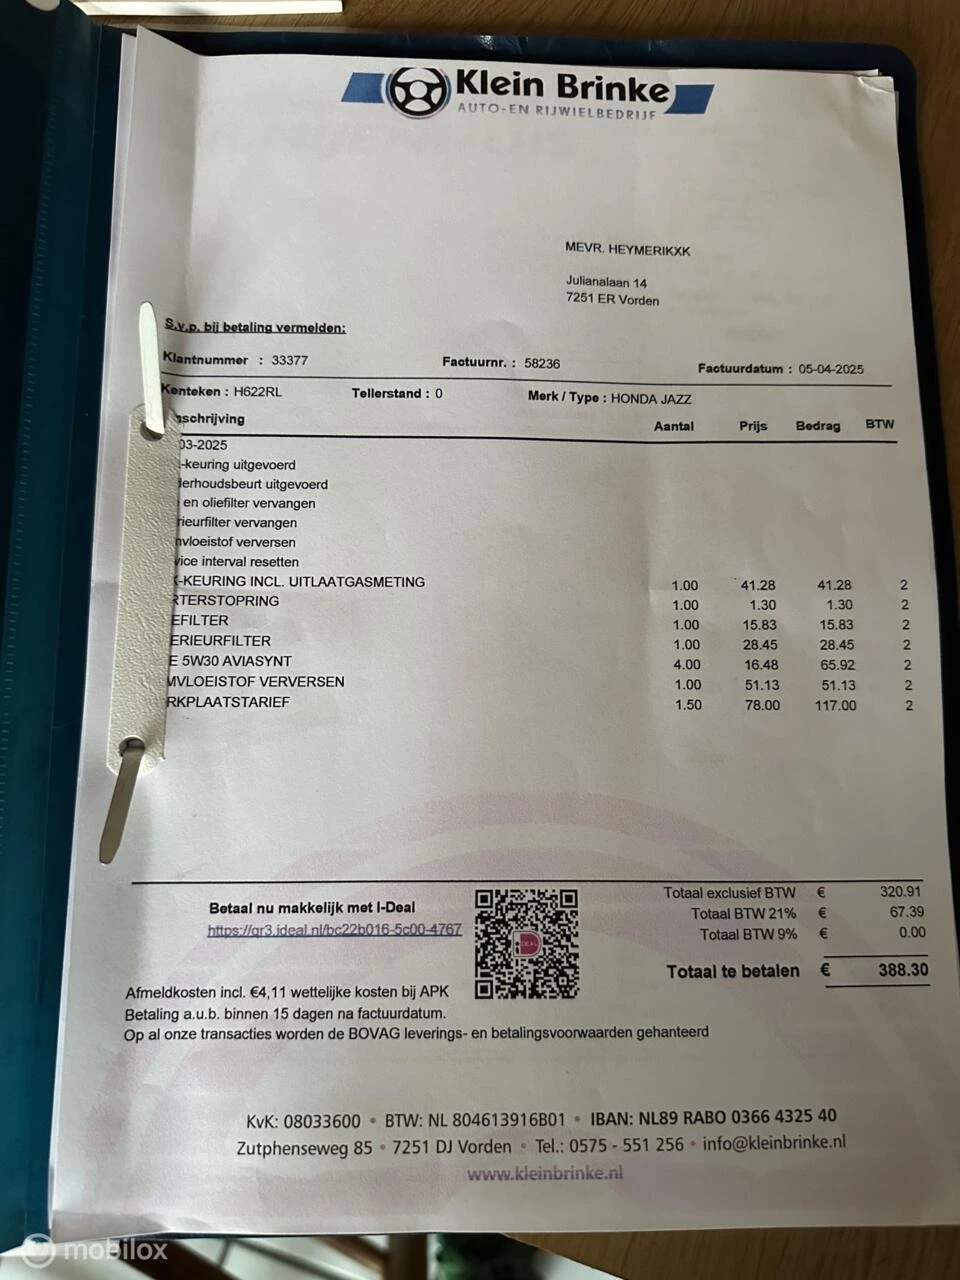 Klein Brinke
AUTO-EN RIJWIELBEDRIJF
MEVR. HEYMERIKXK
Julianalaan 14
7251 ER Vorden
S.v.p. bij betaling vermelden:
Klantnummer : 33377 Factuurnr. : 58236 Factuurdatum : 05-04-2025
Kenteken : H622RL Tellerstand : 0 Merk / Type : HONDA JAZZ
schrijving Aantal Prijs Bedrag BTW
03-2025
-keuring uitgevoerd
derhoudsbeurt uitgevoerd
en oliefilter vervangen
rieurfilter vervangen
mvloeistof verversen
vice interval resetten
K-KEURING INCL. UITLAATGASMETING 1.00 41.28 41.28 2
RTERSTOPRING 1.00 1.30 1.30 2
EFILTER 1.00 15.83 15.83 2
ERIEURFILTER 1.00 28.45 28.45 2
E 5W30 AVIASYNT 4.00 16.48 65.92 2
MVLOEISTOF VERVERSEN 1.00 51.13 51.13 2
RKPLAATSTARIEF 1.50 78.00 117.00 2
Betaal nu makkelijk met I-Deal
https://qr3.ideal.nl/bc22b016-5c00-4767
iDEAL
Totaal exclusief BTW € 320.91
Totaal BTW 21% € 67.39
Totaal BTW 9% € 0.00
Totaal te betalen € 388.30
Afmeldkosten incl. €4,11 wettelijke kosten bij APK
Betaling a.u.b. binnen 15 dagen na factuurdatum.
Op al onze transacties worden de BOVAG leverings- en betalingsvoorwaarden gehanteerd
KvK: 08033600 • BTW: NL 804613916B01 • IBAN: NL89 RABO 0366 4325 40
Zutphenseweg 85 • 7251 DJ Vorden • Tel.: 0575 - 551 256 • info@kleinbrinke.nl
www.kleinbrinke.nl
mobilox